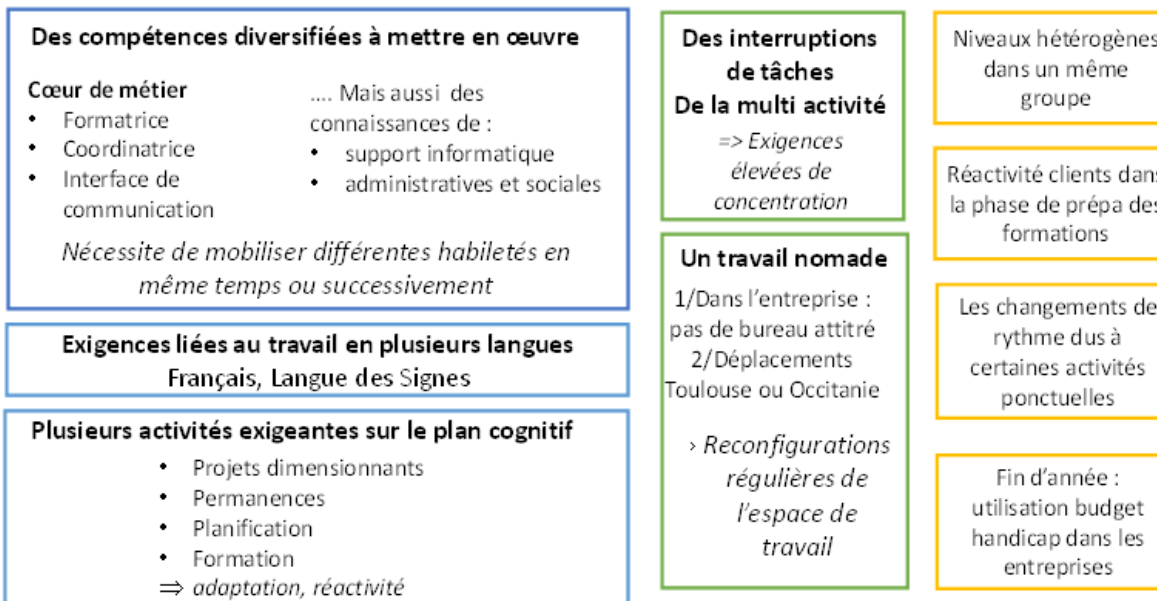 Des compétences diversifiées à mettre en œuvre
Cœur de métier
• Formatrice
• Coordinatrice
• Interface de
communication
.... Mais aussi des
connaissances de :
• support informatique
• administratives et sociales
Nécessite de mobiliser différentes habiletés en
même temps ou successivement
Exigences liées au travail en plusieurs langues
Français, Langue des Signes
Plusieurs activités exigeantes sur le plan cognitif
• Projets dimensionnants
• Permanences
• Planification
• Formation
⇒ adaptation, réactivité
Des interruptions
de tâches
De la multi activité
=> Exigences
élevées de
concentration
Un travail nomade
1/Dans l'entreprise :
pas de bureau attitré
2/Déplacements
Toulouse ou Occitanie
› Reconfigurations
régulières de
l'espace de
travail
Niveaux hétérogènes
dans un même
groupe
Réactivité clients dans
la phase de prépa des
formations
Les changements de
rythme dus à
certaines activités
ponctuelles
Fin d'année :
utilisation budget
handicap dans les
entreprises